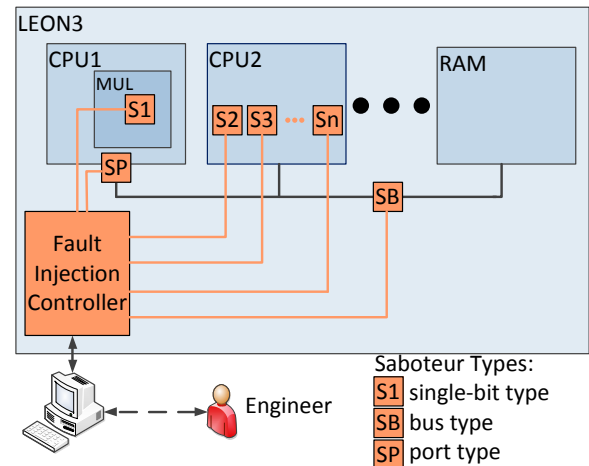 LEON3
CPU1
MUL
S1
SP
CPU2
S2 S3 ... Sn
RAM
SB
Fault
Injection
Controller
Engineer
Saboteur Types:
S1 single-bit type
SB bus type
SP port type